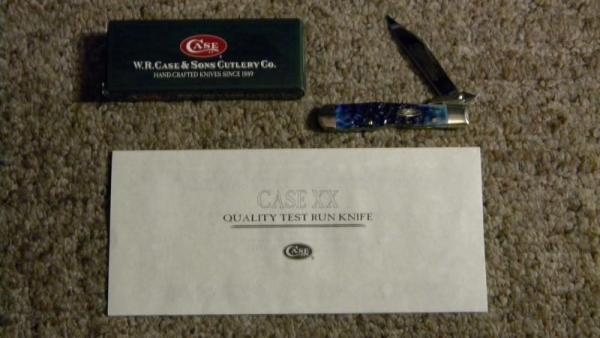 CASE
W.R. CASE & SONS CUTLERY CO.
HAND-CRAFTED KNIVES SINCE 1889
CASE XX
QUALITY TEST RUN KNIFE
CASE